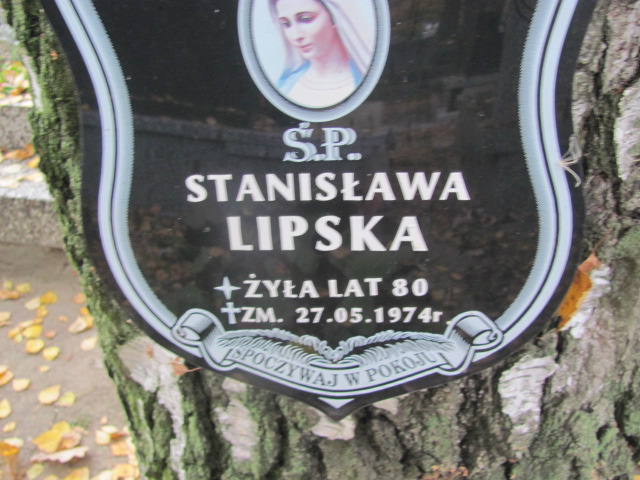 Ś.P.
STANISŁAWA
LIPSKA
ŻYŁA LAT 80
ZM. 27.05.1974r.
SPOCZYWAJ W POKOJU